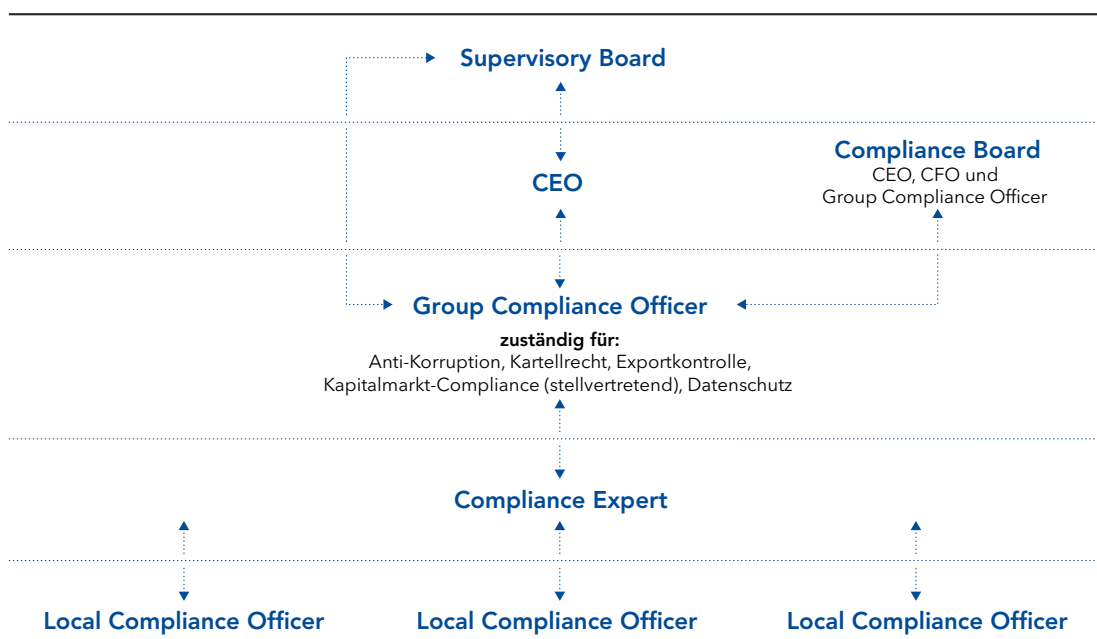 Supervisory Board
Compliance Board
CEO, CFO und
Group Compliance Officer
CEO
Group Compliance Officer
zuständig für:
Anti-Korruption, Kartellrecht, Exportkontrolle,
Kapitalmarkt-Compliance (stellvertretend), Datenschutz
Compliance Expert
Local Compliance Officer
Local Compliance Officer
Local Compliance Officer